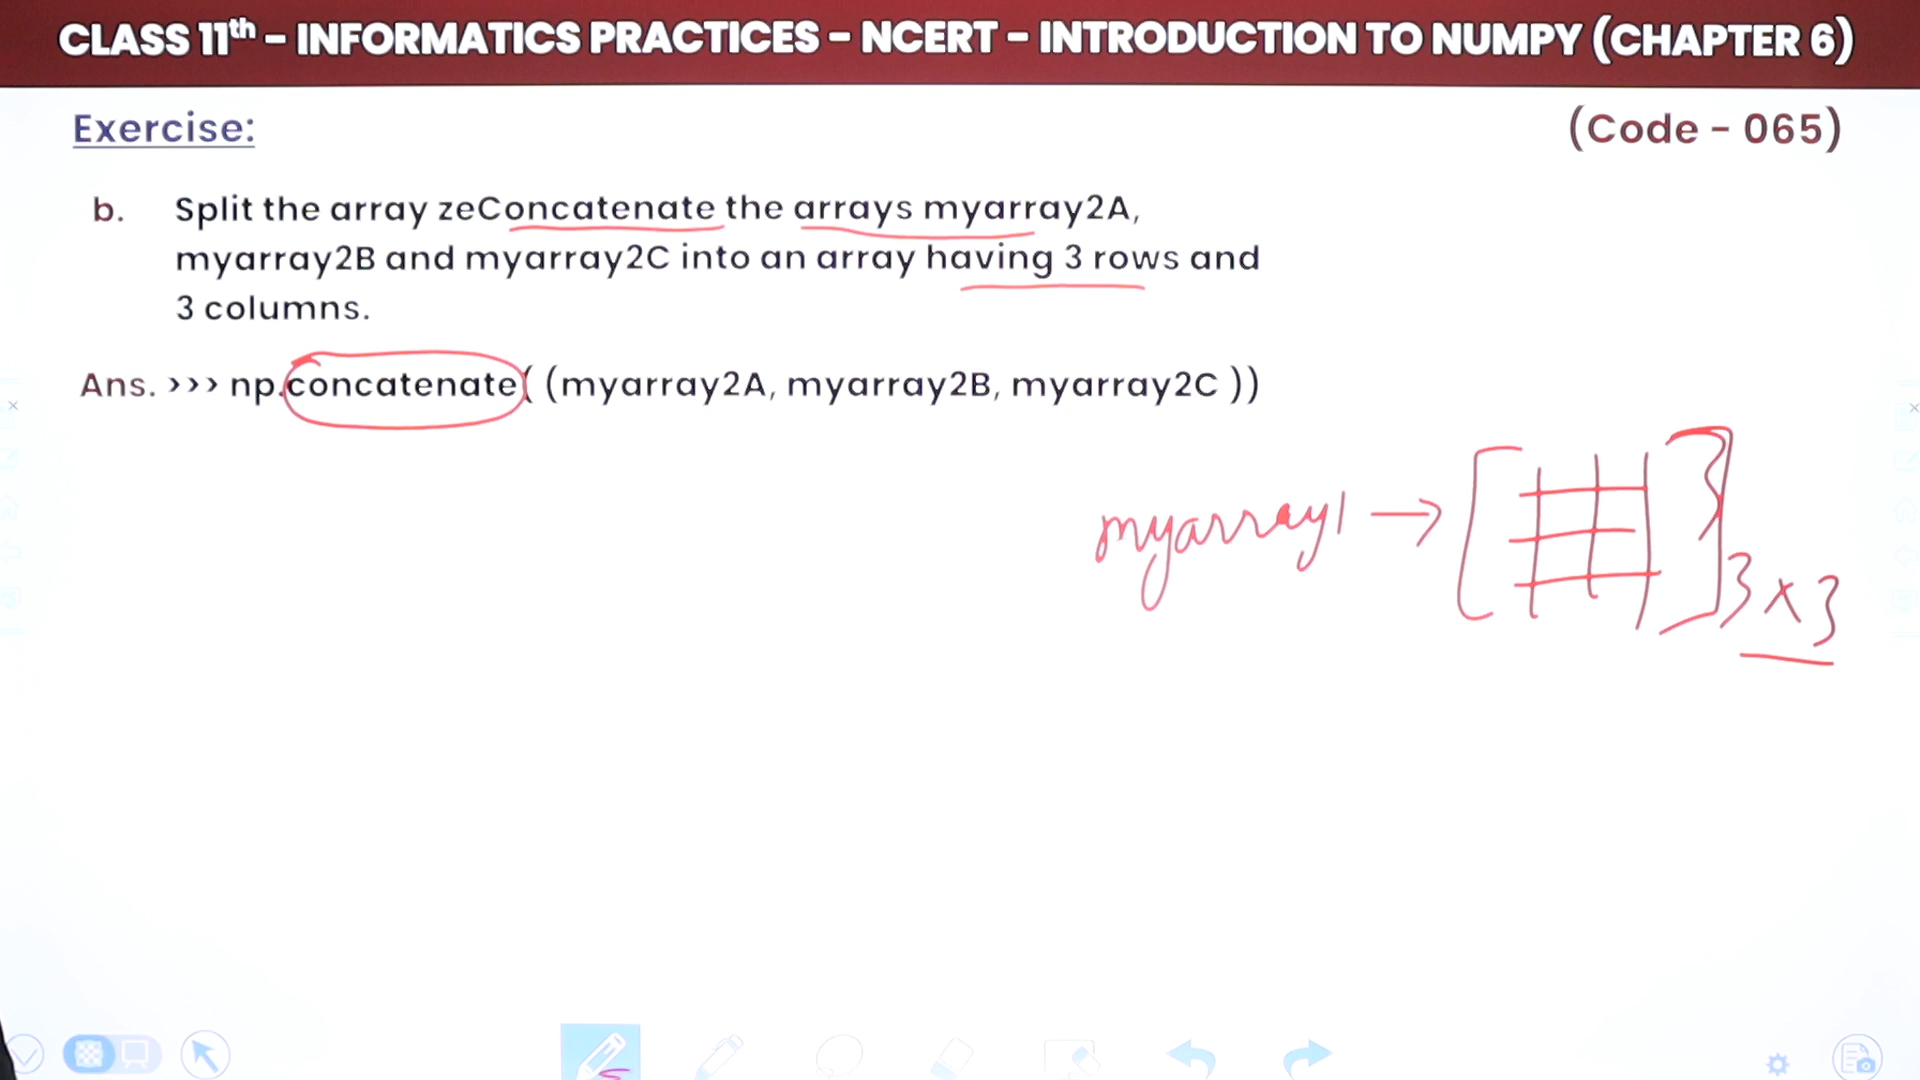 CLASS 11th - INFORMATICS PRACTICES - NCERT - INTRODUCTION TO NUMPY (CHAPTER 6)
Exercise:
(Code - 065)
b. Split the array zeConcatenate the arrays myarray2A,
myarray2B and myarray2C into an array having 3 rows and
3 columns.
Ans. >>> np.concatenate( (myarray2A, myarray2B, myarray2C ))
myarray1 →
3 x 3